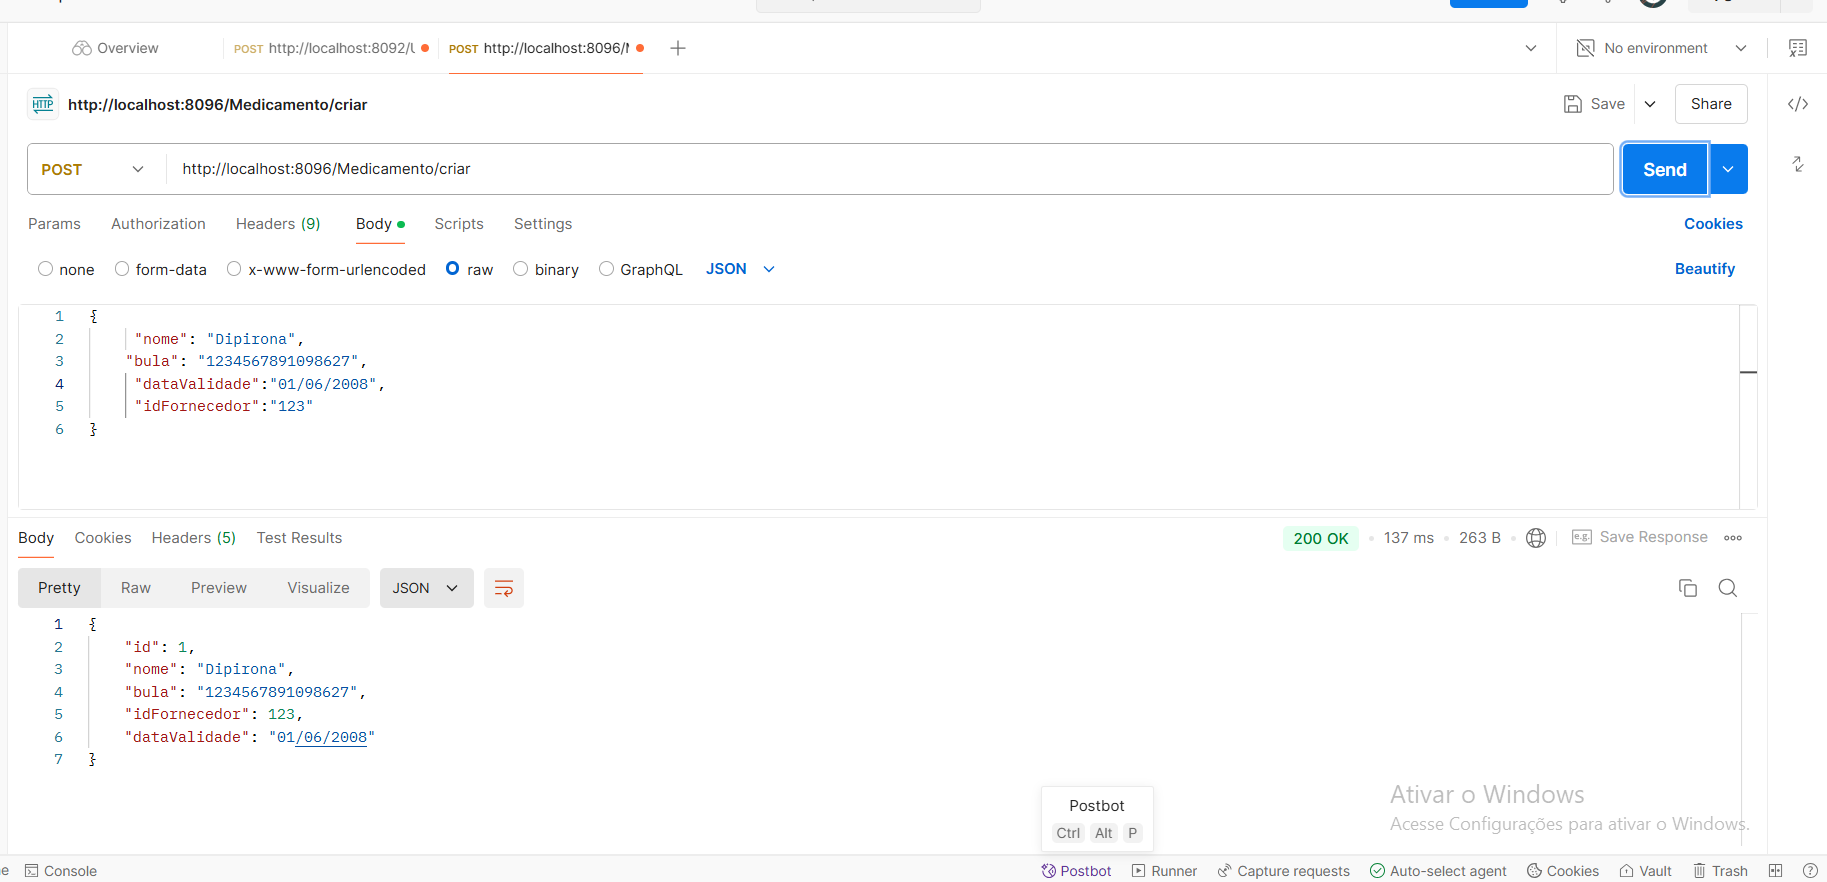 Overview
POST http://localhost:8092/U
POST http://localhost:8096/M
No environment
HTTP http://localhost:8096/Medicamento/criar
Save
Share
POST
http://localhost:8096/Medicamento/criar
Send
Params Authorization Headers (9) Body Scripts Settings
Cookies
none form-data x-www-form-urlencoded raw binary GraphQL JSON
Beautify
1 {
2 "nome": "Dipirona",
3 "bula": "1234567891098627",
4 "dataValidade":"01/06/2008",
5 "idFornecedor":"123"
6 }
Body Cookies Headers (5) Test Results
200 OK 137 ms 263 B e.g. Save Response
Pretty Raw Preview Visualize JSON
1 {
2 "id": 1,
3 "nome": "Dipirona",
4 "bula": "1234567891098627",
5 "idFornecedor": 123,
6 "dataValidade": "01/06/2008"
7 }
Postbot
Ctrl Alt P
Ativar o Windows
Acesse Configurações para ativar o Windows.
Console
Postbot Runner Capture requests Auto-select agent Cookies Vault Trash